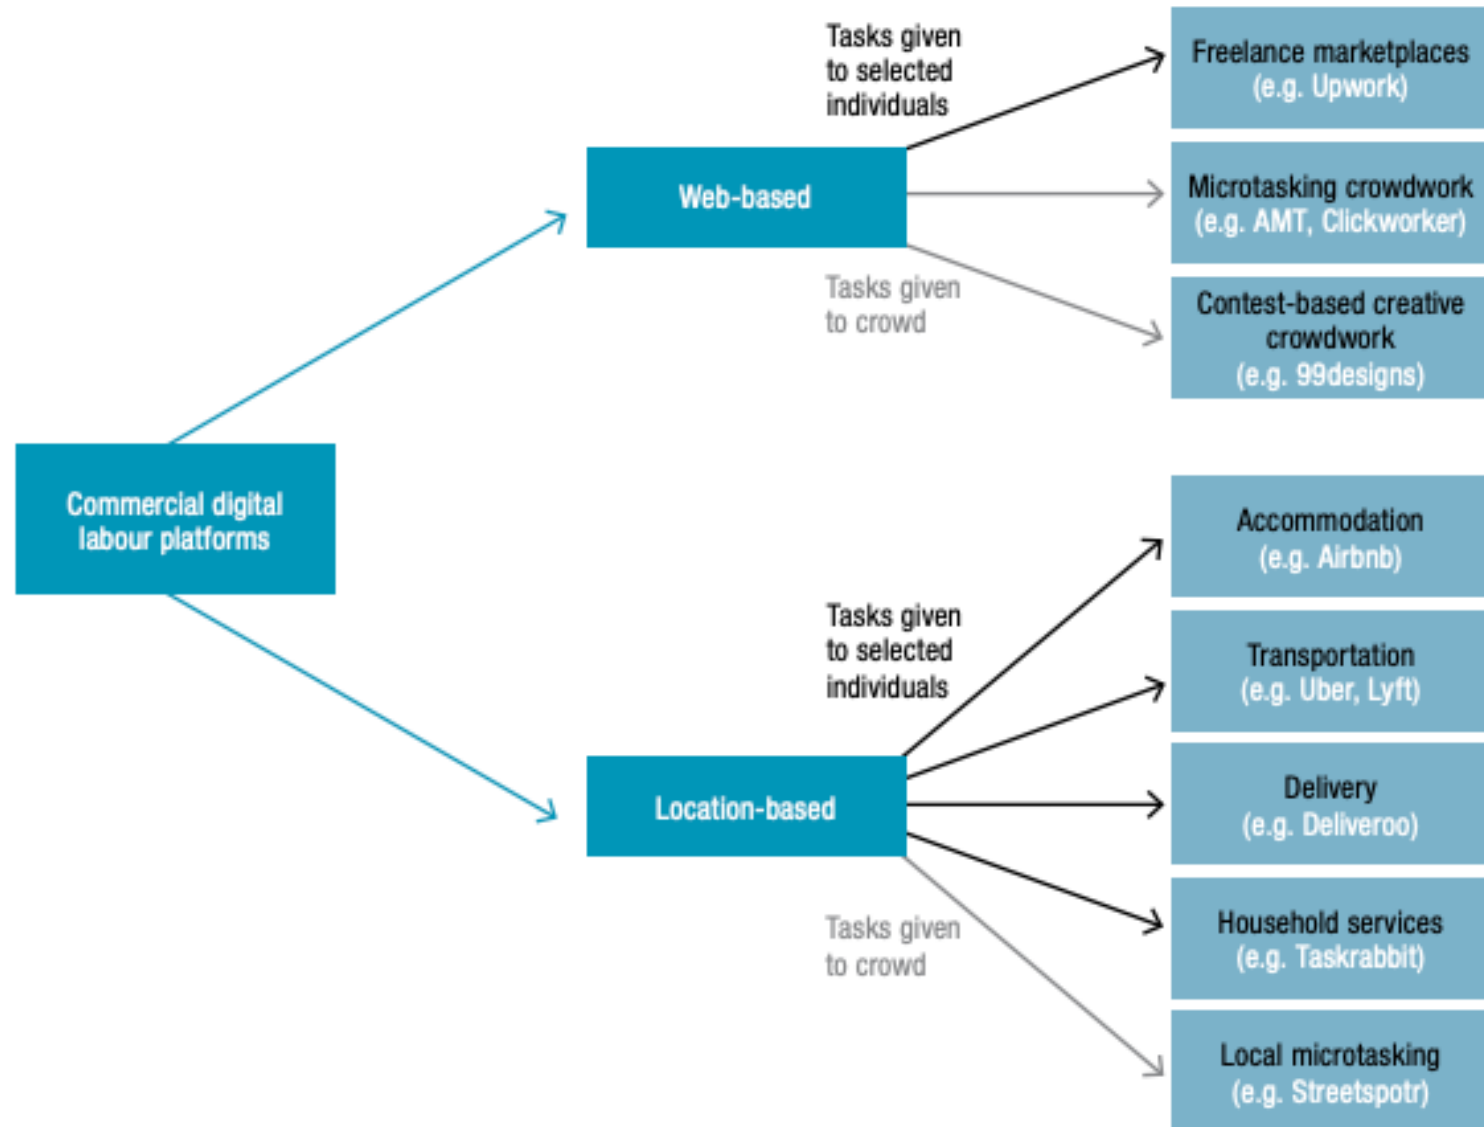 Tasks given
to selected
individuals
Freelance marketplaces
(e.g. Upwork)
Web-based
Microtasking crowdwork
(e.g. AMT, Clickworker)
Tasks given
to crowd
Contest-based creative
crowdwork
(e.g. 99designs)
Commercial digital
labour platforms
Accommodation
(e.g. Airbnb)
Tasks given
to selected
individuals
Transportation
(e.g. Uber, Lyft)
Location-based
Delivery
(e.g. Deliveroo)
Household services
(e.g. Taskrabbit)
Tasks given
to crowd
Local microtasking
(e.g. Streetspotr)